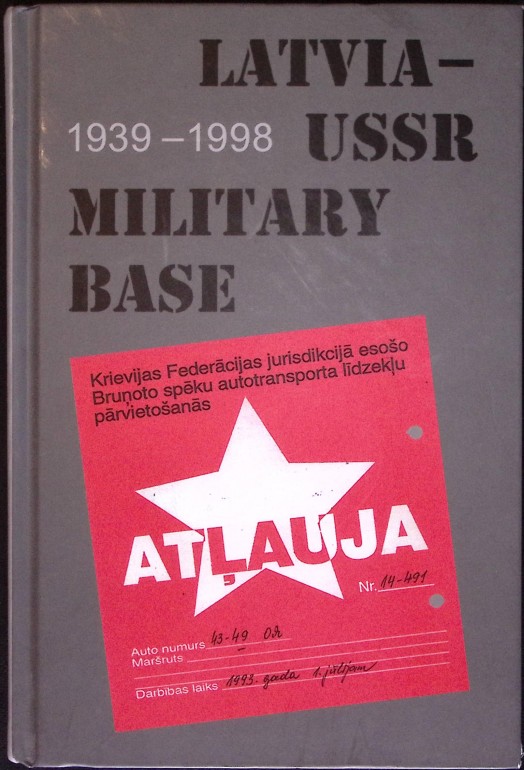 LATVIA–
1939 –1998 USSR
MILITARY
BASE
Krievijas Federācijas jurisdikcijā esošo
Bruņoto spēku autotransporta līdzekļu
pārvietošanās
ATĻAUJA
Nr. 14-491
Auto numurs 43-49
Maršruts
Darbības laiks 1993. gada 1. jūlijam